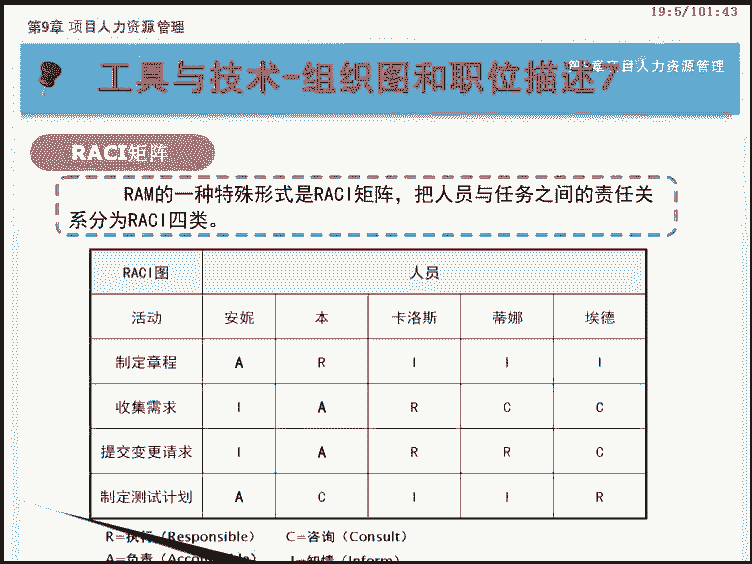 19:5/101:43
第9章 项目人力资源管理
工具与技术-组织图和职位描述7
第9章项目人力资源管理
RACI矩阵
RAM的一种特殊形式是RACI矩阵，把人员与任务之间的责任关
系分为RACI四类。
RACI图 人员
活动 安妮 本 卡洛斯 蒂娜 埃德
制定章程 A R I I I
收集需求 I A R C C
提交变更请求 I A R R C
制定测试计划 A C I I R
R=执行（Responsible） C=咨询（Consult）
A=负责（Accountable） I=知情（Inform）